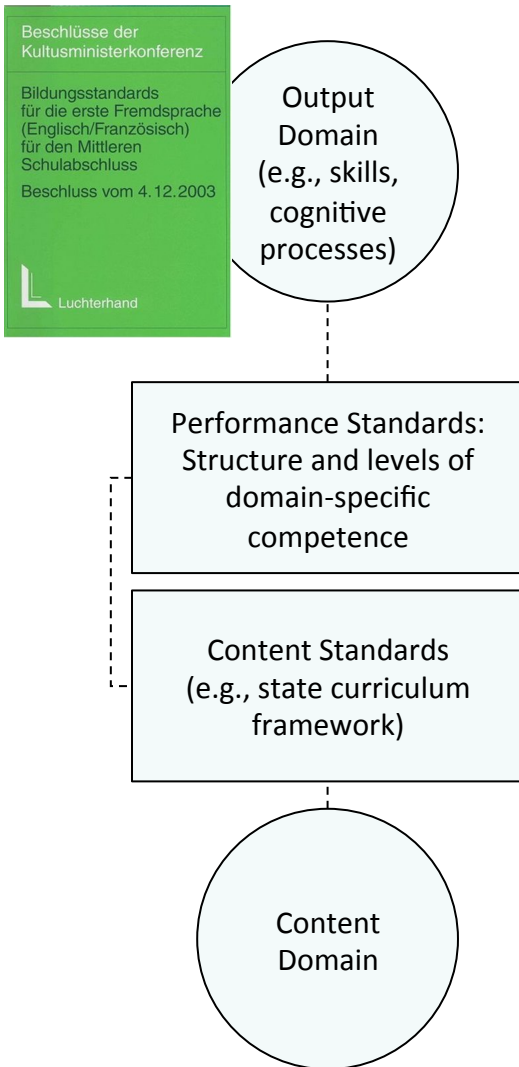 Beschlüsse der
Kultusministerkonferenz
Bildungsstandards
für die erste Fremdsprache
(Englisch/Französisch)
für den Mittleren
Schulabschluss
Beschluss vom 4.12.2003
Luchterhand
Output
Domain
(e.g., skills,
cognitive
processes)
Performance Standards:
Structure and levels of
domain-specific
competence
Content Standards
(e.g., state curriculum
framework)
Content
Domain